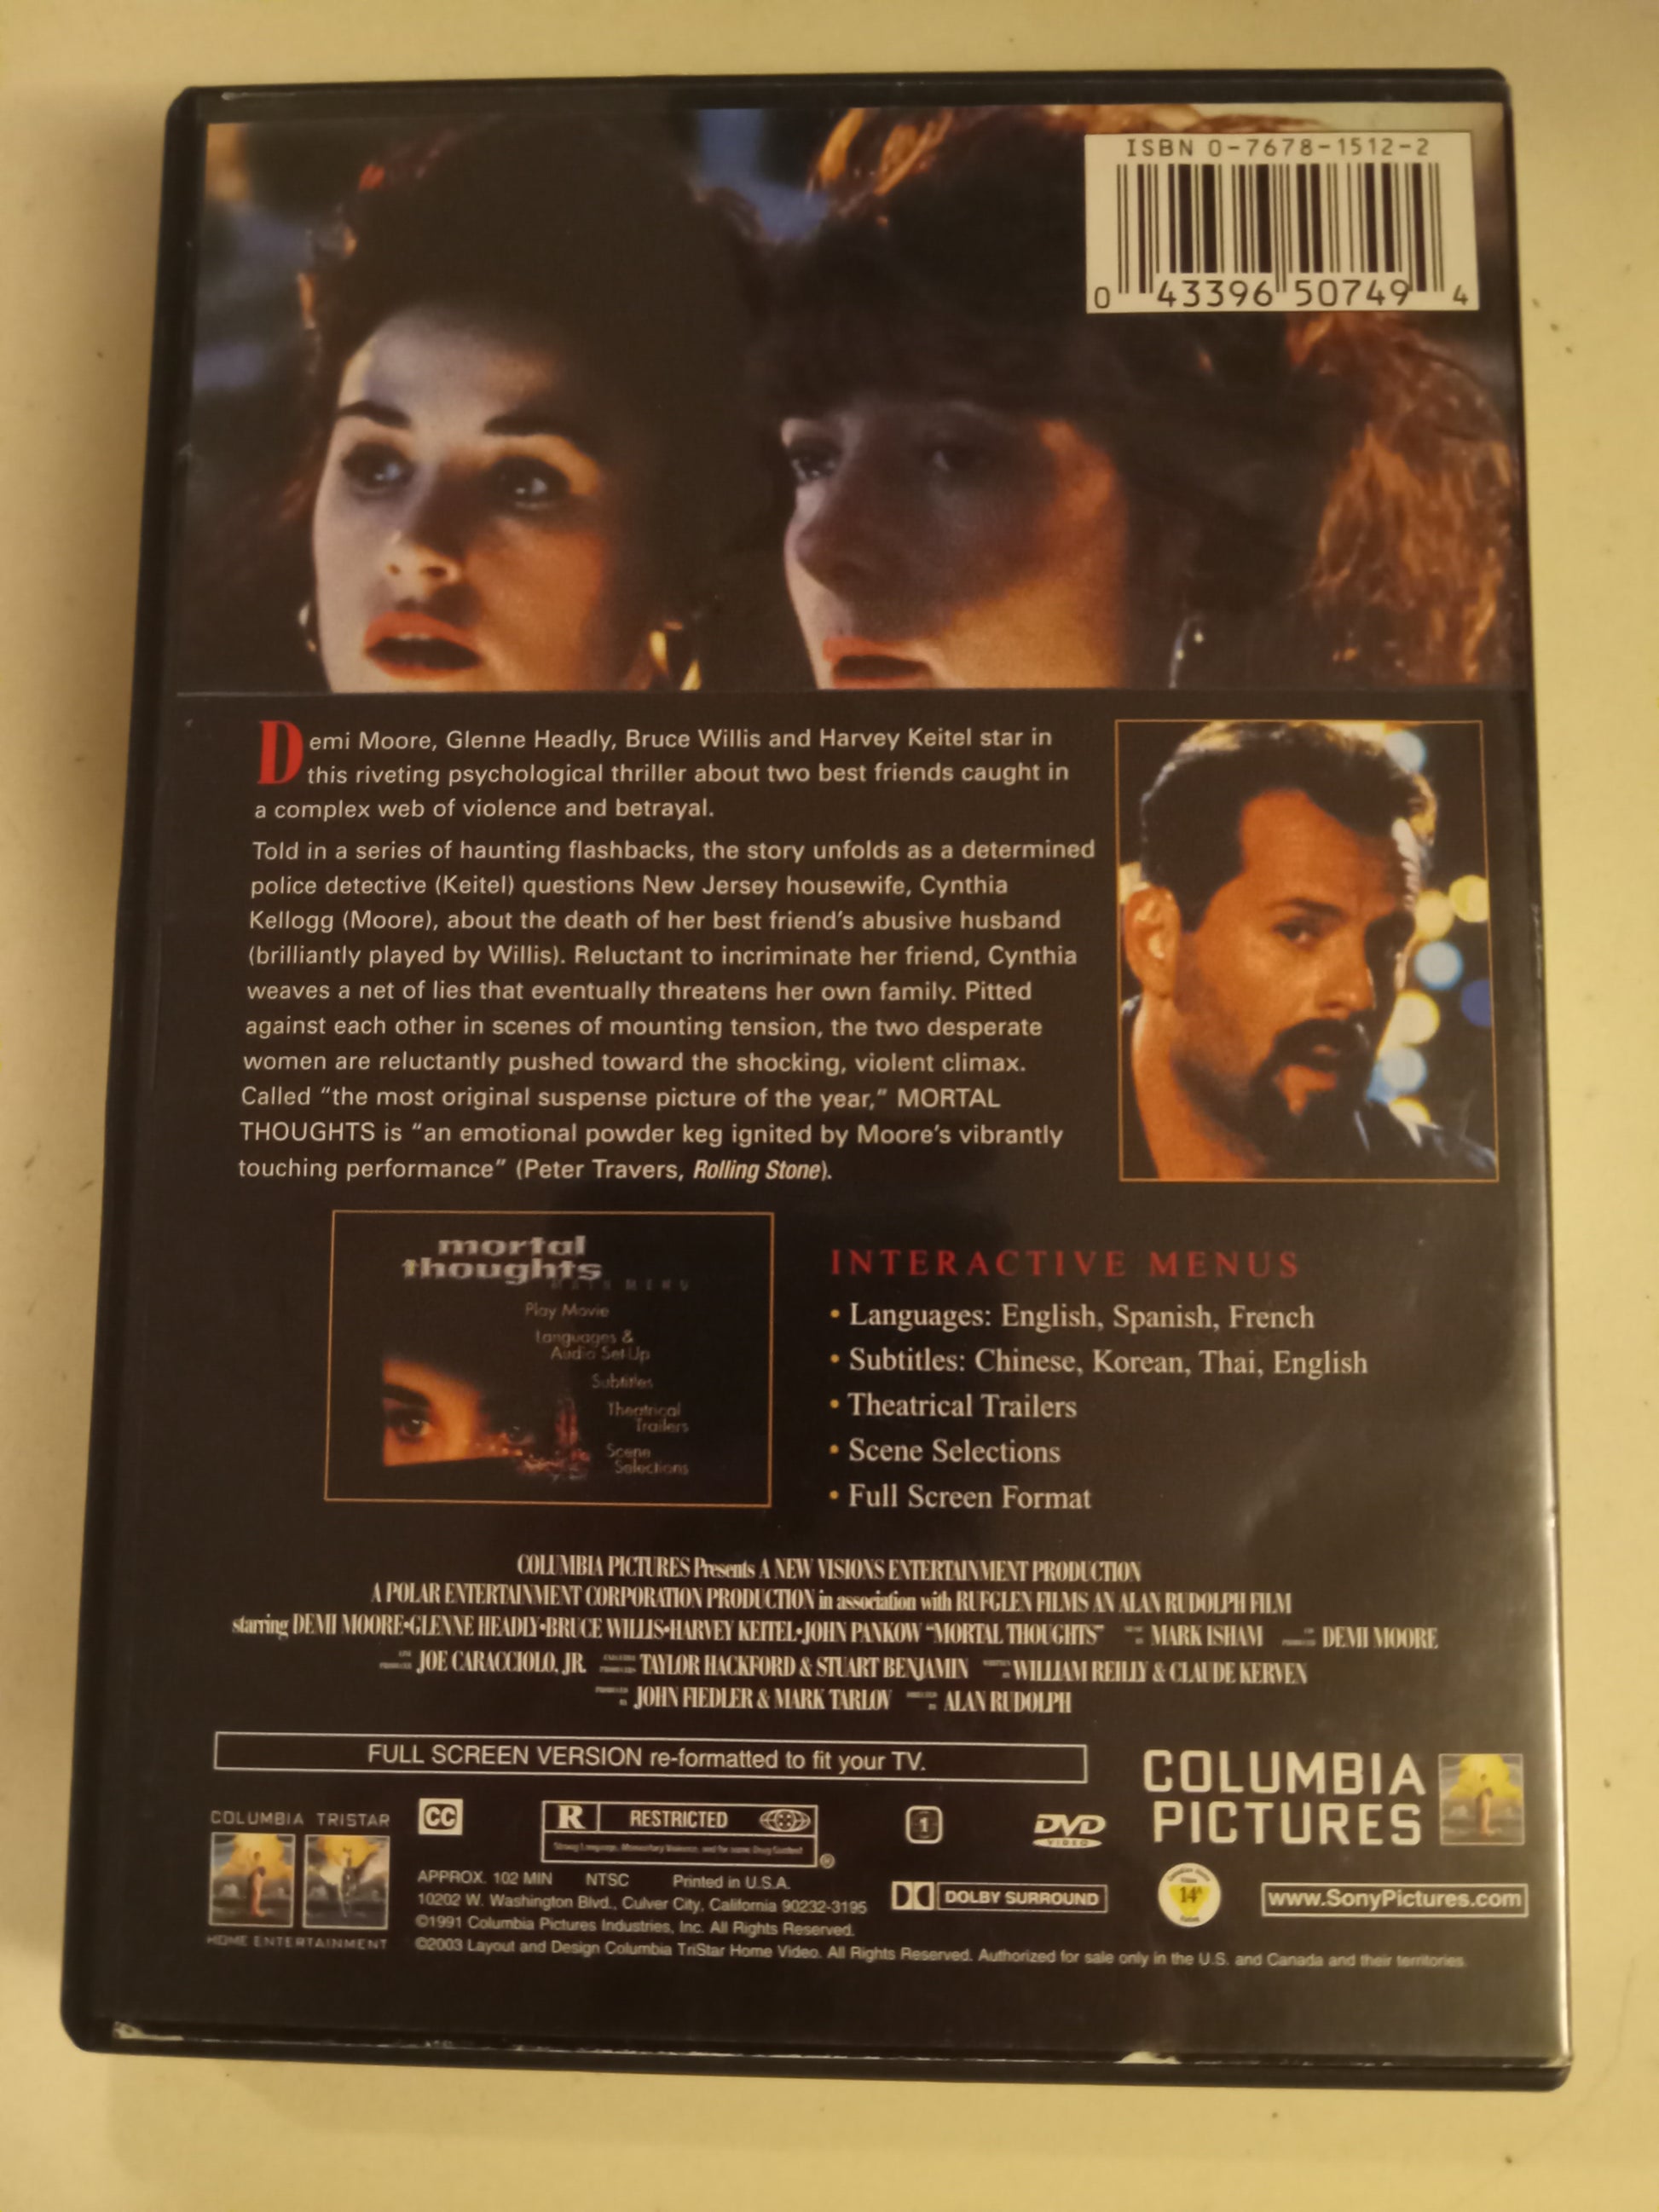 ISBN 0-7678-1512-2
0 43396 50749 4
Demi Moore, Glenne Headly, Bruce Willis and Harvey Keitel star in
this riveting psychological thriller about two best friends caught in
a complex web of violence and betrayal.
Told in a series of haunting flashbacks, the story unfolds as a determined
police detective (Keitel) questions New Jersey housewife, Cynthia
Kellogg (Moore), about the death of her best friend's abusive husband
(brilliantly played by Willis). Reluctant to incriminate her friend, Cynthia
weaves a net of lies that eventually threatens her own family. Pitted
against each other in scenes of mounting tension, the two desperate
women are reluctantly pushed toward the shocking, violent climax.
Called “the most original suspense picture of the year,” MORTAL
THOUGHTS is “an emotional powder keg ignited by Moore's vibrantly
touching performance” (Peter Travers, Rolling Stone).
mortal
thoughts
MAIN MENU
Play Movie
Languages &
Audio Set-Up
Subtitles
Theatrical
Trailers
Scene
Selections
INTERACTIVE MENUS
• Languages: English, Spanish, French
• Subtitles: Chinese, Korean, Thai, English
• Theatrical Trailers
• Scene Selections
• Full Screen Format
COLUMBIA PICTURES Presents A NEW VISIONS ENTERTAINMENT PRODUCTION
A POLAR ENTERTAINMENT CORPORATION PRODUCTION in association with RUFGLEN FILMS AN ALAN RUDOLPH FILM
starring DEMI MOORE•GLENNE HEADLY•BRUCE WILLIS•HARVEY KEITEL•JOHN PANKOW “MORTAL THOUGHTS” MARK ISHAM DEMI MOORE
JOE CARACCIOLO, JR. TAYLOR HACKFORD & STUART BENJAMIN WILLIAM REILLY & CLAUDE KERVEN
JOHN FIEDLER & MARK TARLOV ALAN RUDOLPH
FULL SCREEN VERSION re-formatted to fit your TV.
COLUMBIA
PICTURES
COLUMBIA TRISTAR
HOME ENTERTAINMENT
CC
R RESTRICTED
®
1
DVD
VIDEO
APPROX. 102 MIN NTSC Printed in U.S.A.
10202 W. Washington Blvd., Culver City, California 90232-3195
DOLBY SURROUND
14A
www.SonyPictures.com
©1991 Columbia Pictures Industries, Inc. All Rights Reserved.
©2003 Layout and Design Columbia TriStar Home Video. All Rights Reserved. Authorized for sale only in the U.S. and Canada and their territories.